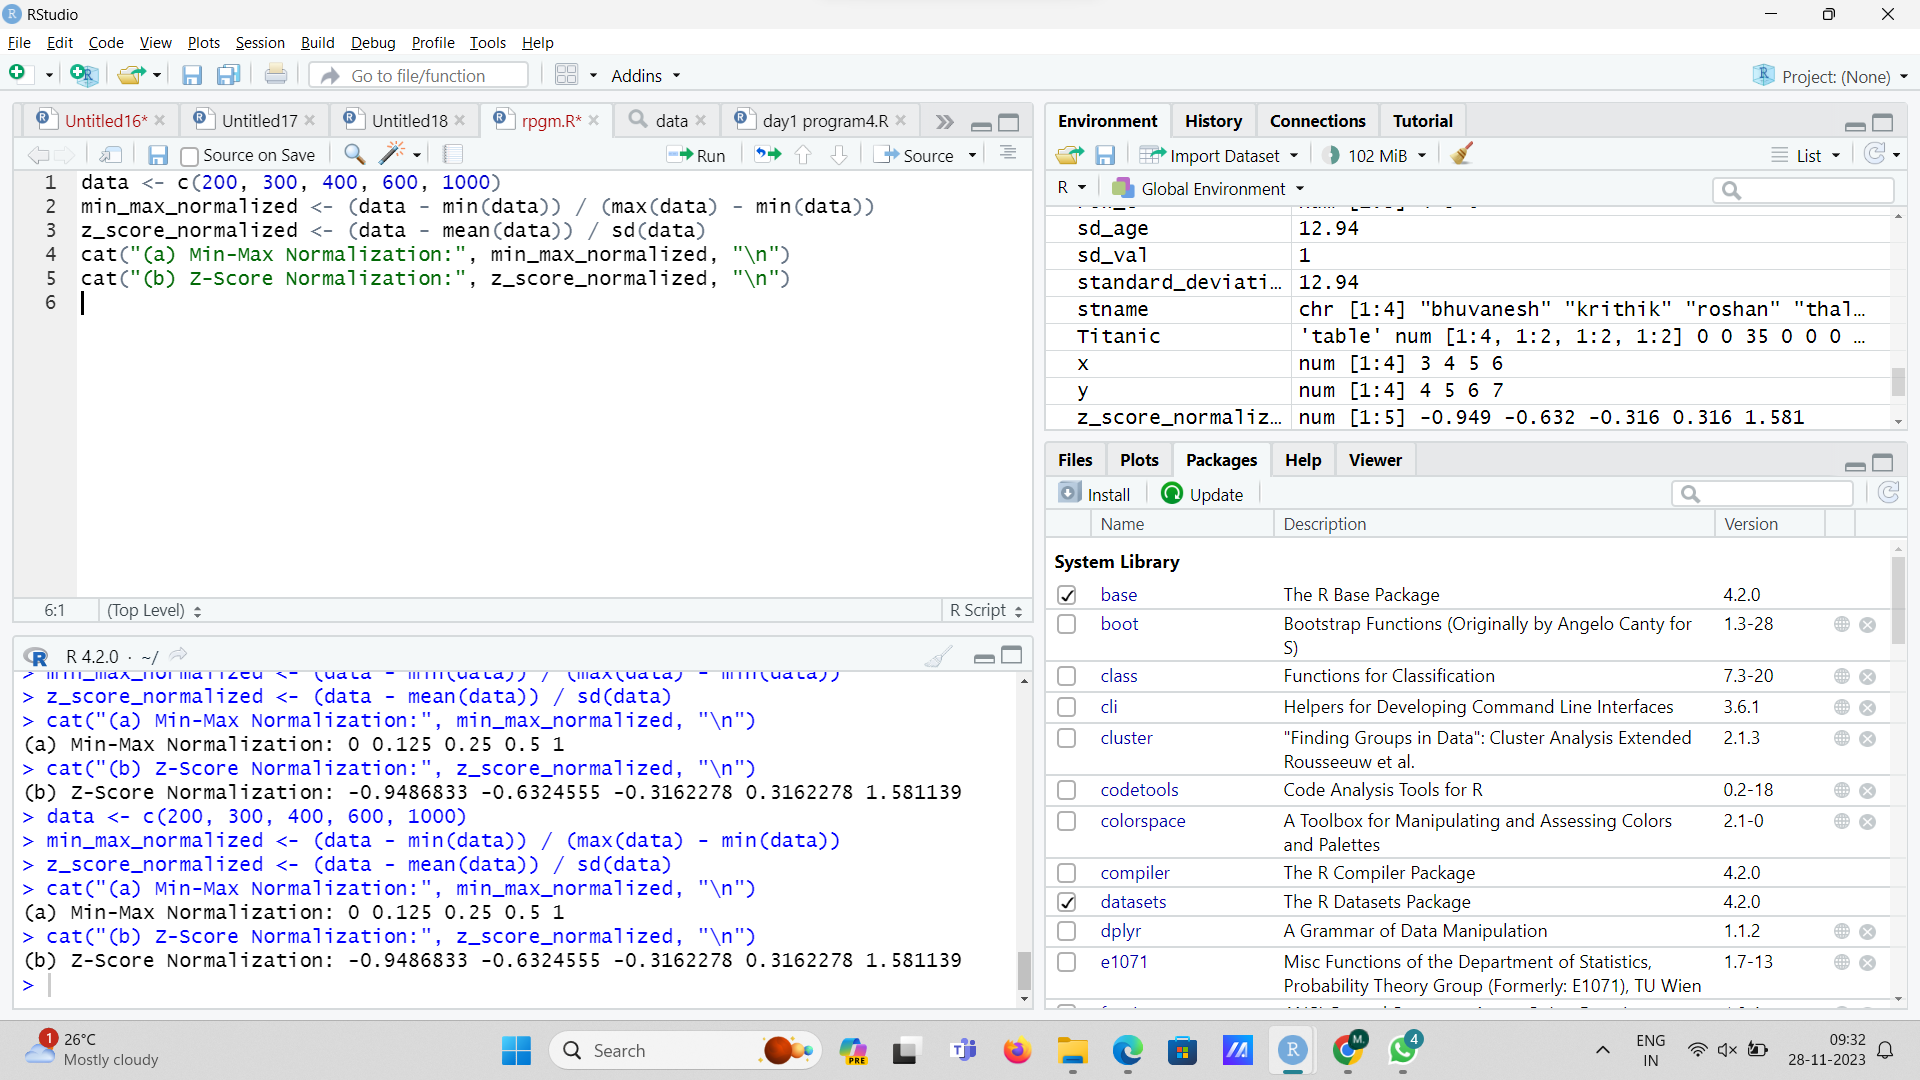 RStudio
File Edit Code View Plots Session Build Debug Profile Tools Help
Go to file/function Addins Project: (None)
Untitled16* Untitled17 Untitled18 rpgm.R* data day1 program4.R
Source on Save Run Source
1 data <- c(200, 300, 400, 600, 1000)
2 min_max_normalized <- (data - min(data)) / (max(data) - min(data))
3 z_score_normalized <- (data - mean(data)) / sd(data)
4 cat("(a) Min-Max Normalization:", min_max_normalized, "\n")
5 cat("(b) Z-Score Normalization:", z_score_normalized, "\n")
6
6:1 (Top Level) R Script
R 4.2.0 · ~/
> min_max_normalized <- (data - min(data)) / (max(data) - min(data))
> z_score_normalized <- (data - mean(data)) / sd(data)
> cat("(a) Min-Max Normalization:", min_max_normalized, "\n")
(a) Min-Max Normalization: 0 0.125 0.25 0.5 1
> cat("(b) Z-Score Normalization:", z_score_normalized, "\n")
(b) Z-Score Normalization: -0.9486833 -0.6324555 -0.3162278 0.3162278 1.581139
> data <- c(200, 300, 400, 600, 1000)
> min_max_normalized <- (data - min(data)) / (max(data) - min(data))
> z_score_normalized <- (data - mean(data)) / sd(data)
> cat("(a) Min-Max Normalization:", min_max_normalized, "\n")
(a) Min-Max Normalization: 0 0.125 0.25 0.5 1
> cat("(b) Z-Score Normalization:", z_score_normalized, "\n")
(b) Z-Score Normalization: -0.9486833 -0.6324555 -0.3162278 0.3162278 1.581139
>
Environment History Connections Tutorial
Import Dataset 102 MiB List
R Global Environment
sd_age 12.94
sd_val 1
standard_deviati... 12.94
stname chr [1:4] "bhuvanesh" "krithik" "roshan" "thal...
Titanic 'table' num [1:4, 1:2, 1:2, 1:2] 0 0 35 0 0 0 ...
x num [1:4] 3 4 5 6
y num [1:4] 4 5 6 7
z_score_normaliz... num [1:5] -0.949 -0.632 -0.316 0.316 1.581
Files Plots Packages Help Viewer
Install Update
Name Description Version
System Library
base The R Base Package 4.2.0
boot Bootstrap Functions (Originally by Angelo Canty for 1.3-28
S)
class Functions for Classification 7.3-20
cli Helpers for Developing Command Line Interfaces 3.6.1
cluster "Finding Groups in Data": Cluster Analysis Extended 2.1.3
Rousseeuw et al.
codetools Code Analysis Tools for R 0.2-18
colorspace A Toolbox for Manipulating and Assessing Colors 2.1-0
and Palettes
compiler The R Compiler Package 4.2.0
datasets The R Datasets Package 4.2.0
dplyr A Grammar of Data Manipulation 1.1.2
e1071 Misc Functions of the Department of Statistics, 1.7-13
Probability Theory Group (Formerly: E1071), TU Wien
1 26°C
Mostly cloudy
Search PRE M. 4
ENG
IN
09:32
28-11-2023